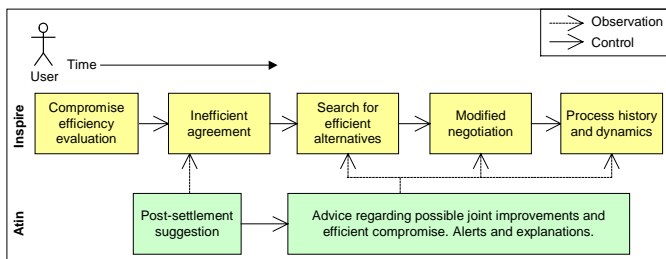 Observation
Control
User
Time
Inspire
Compromise
efficiency
evaluation
Inefficient
agreement
Search for
efficient
alternatives
Modified
negotiation
Process history
and dynamics
Atin
Post-settlement
suggestion
Advice regarding possible joint improvements and
efficient compromise. Alerts and explanations.